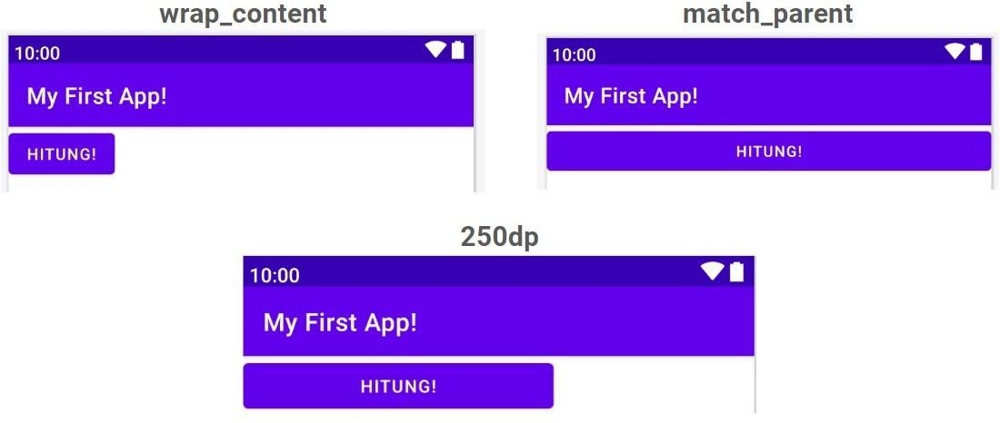 wrap_content
10:00
My First App!
HITUNG!
match_parent
10:00
My First App!
HITUNG!
250dp
10:00
My First App!
HITUNG!